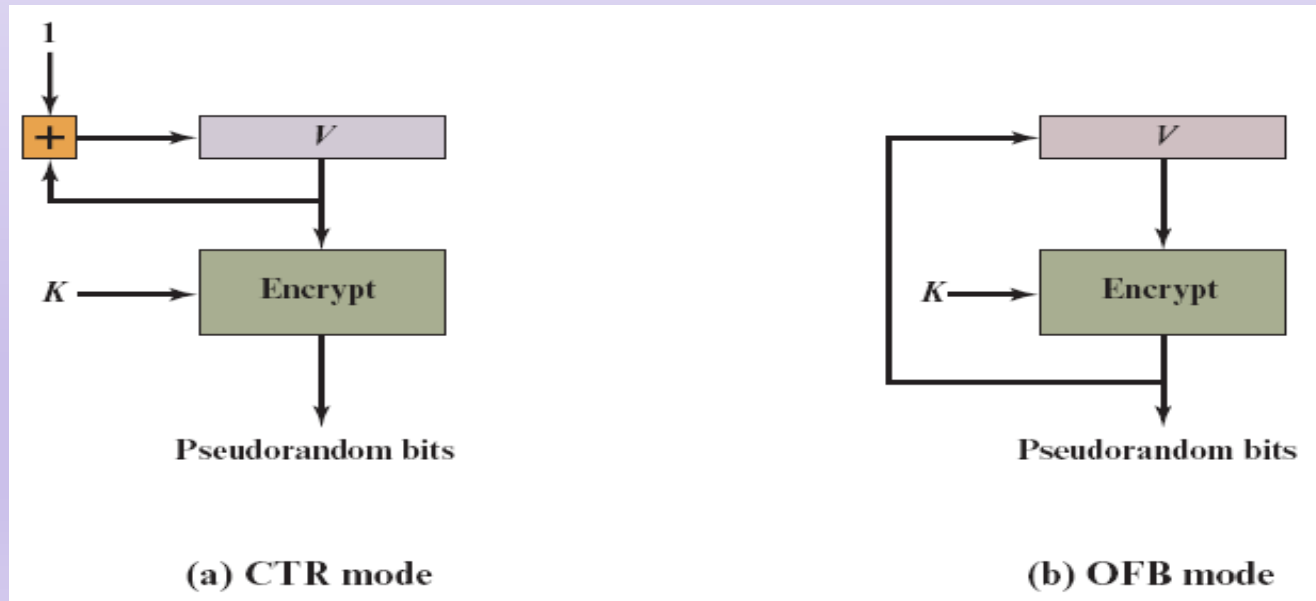 1
+
V
K
Encrypt
Pseudorandom bits
(a) CTR mode
V
K
Encrypt
Pseudorandom bits
(b) OFB mode